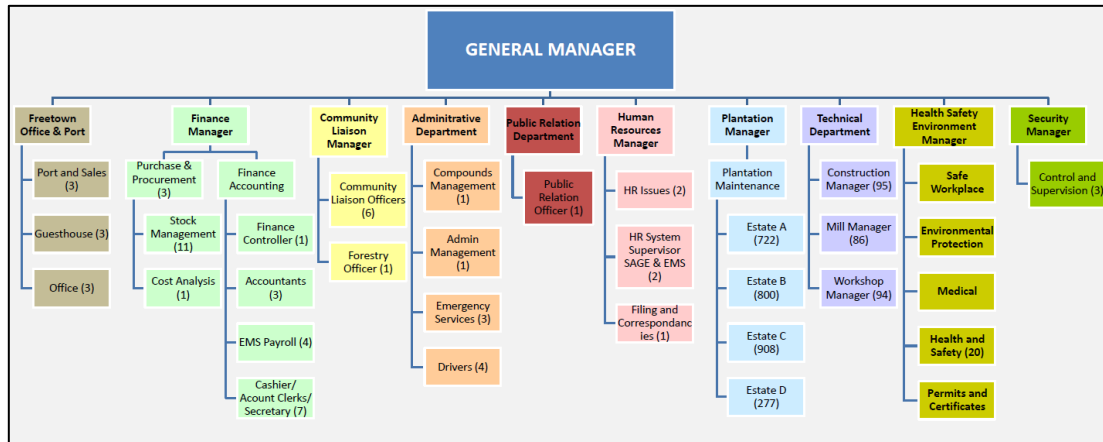 GENERAL MANAGER
Freetown
Office & Port
Port and Sales
(3)
Guesthouse (3)
Office (3)
Finance
Manager
Purchase &
Procurement
(3)
Stock
Management
(11)
Cost Analysis
(1)
Finance
Accounting
Finance
Controller (1)
Accountants
(3)
EMS Payroll (4)
Cashier/
Acount Clerks/
Secretary (7)
Community
Liaison
Manager
Community
Liaison Officers
(6)
Forestry
Officer (1)
Adminitrative
Department
Compounds
Management
(1)
Admin
Management
(1)
Emergency
Services (3)
Drivers (4)
Public Relation
Department
Public
Relation
Officer (1)
Human
Resources
Manager
HR Issues (2)
HR System
Supervisor
SAGE & EMS
(2)
Filing and
Correspondanc
ies (1)
Plantation
Manager
Plantation
Maintenance
Estate A
(722)
Estate B
(800)
Estate C
(908)
Estate D
(277)
Technical
Department
Construction
Manager (95)
Mill Manager
(86)
Workshop
Manager (94)
Health Safety
Environment
Manager
Safe
Workplace
Environmental
Protection
Medical
Health and
Safety (20)
Permits and
Certificates
Security
Manager
Control and
Supervision (3)